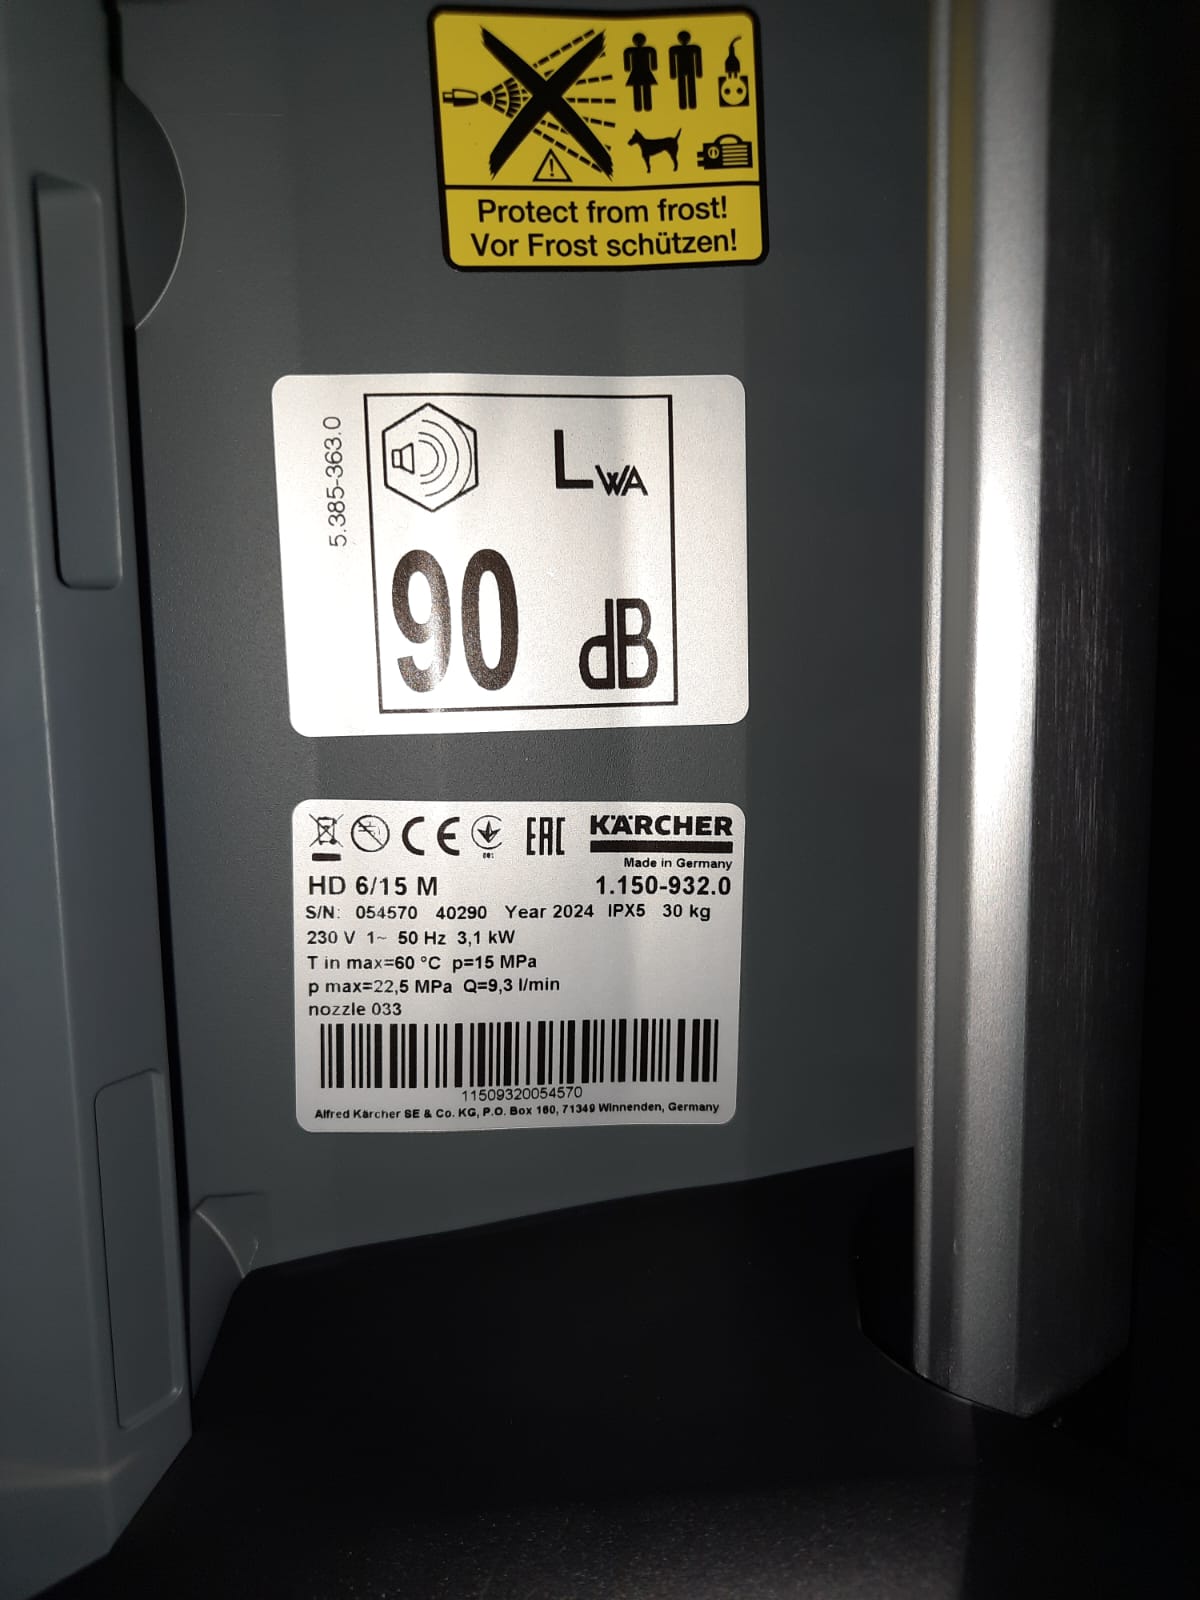 Protect from frost!
Vor Frost schützen!
5.385-363.0
LWA
90 dB
CE EAC KÄRCHER
Made in Germany
HD 6/15 M 1.150-932.0
S/N: 054570 40290 Year 2024 IPX5 30 kg
230 V 1~ 50 Hz 3,1 kW
T in max=60 °C p=15 MPa
p max=22,5 MPa Q=9,3 l/min
nozzle 033
11509320054570
Alfred Kärcher SE & Co. KG, P.O. Box 160, 71349 Winnenden, Germany